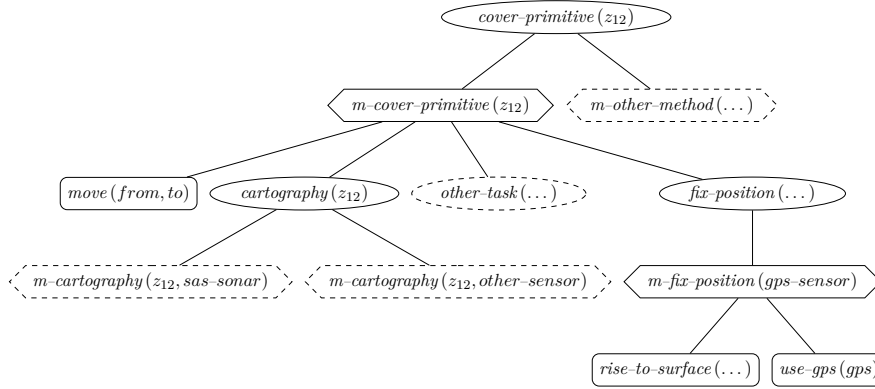 cover–primitive(z12)
m–cover–primitive(z12)
m–other–method(...)
move(from, to)
cartography(z12)
other–task(...)
fix–position(...)
m–cartography(z12, sas–sonar)
m–cartography(z12, other–sensor)
m–fix–position(gps–sensor)
rise–to–surface(...)
use–gps(gps)